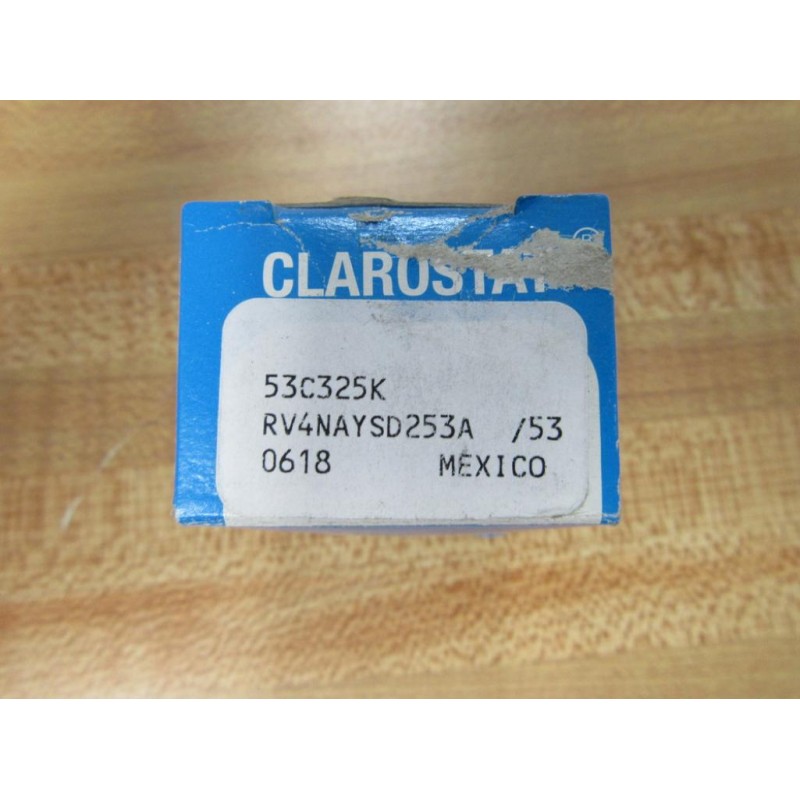 CLAROSTAT®
53C325K
RV4NAYSD253A /53
0618 MEXICO